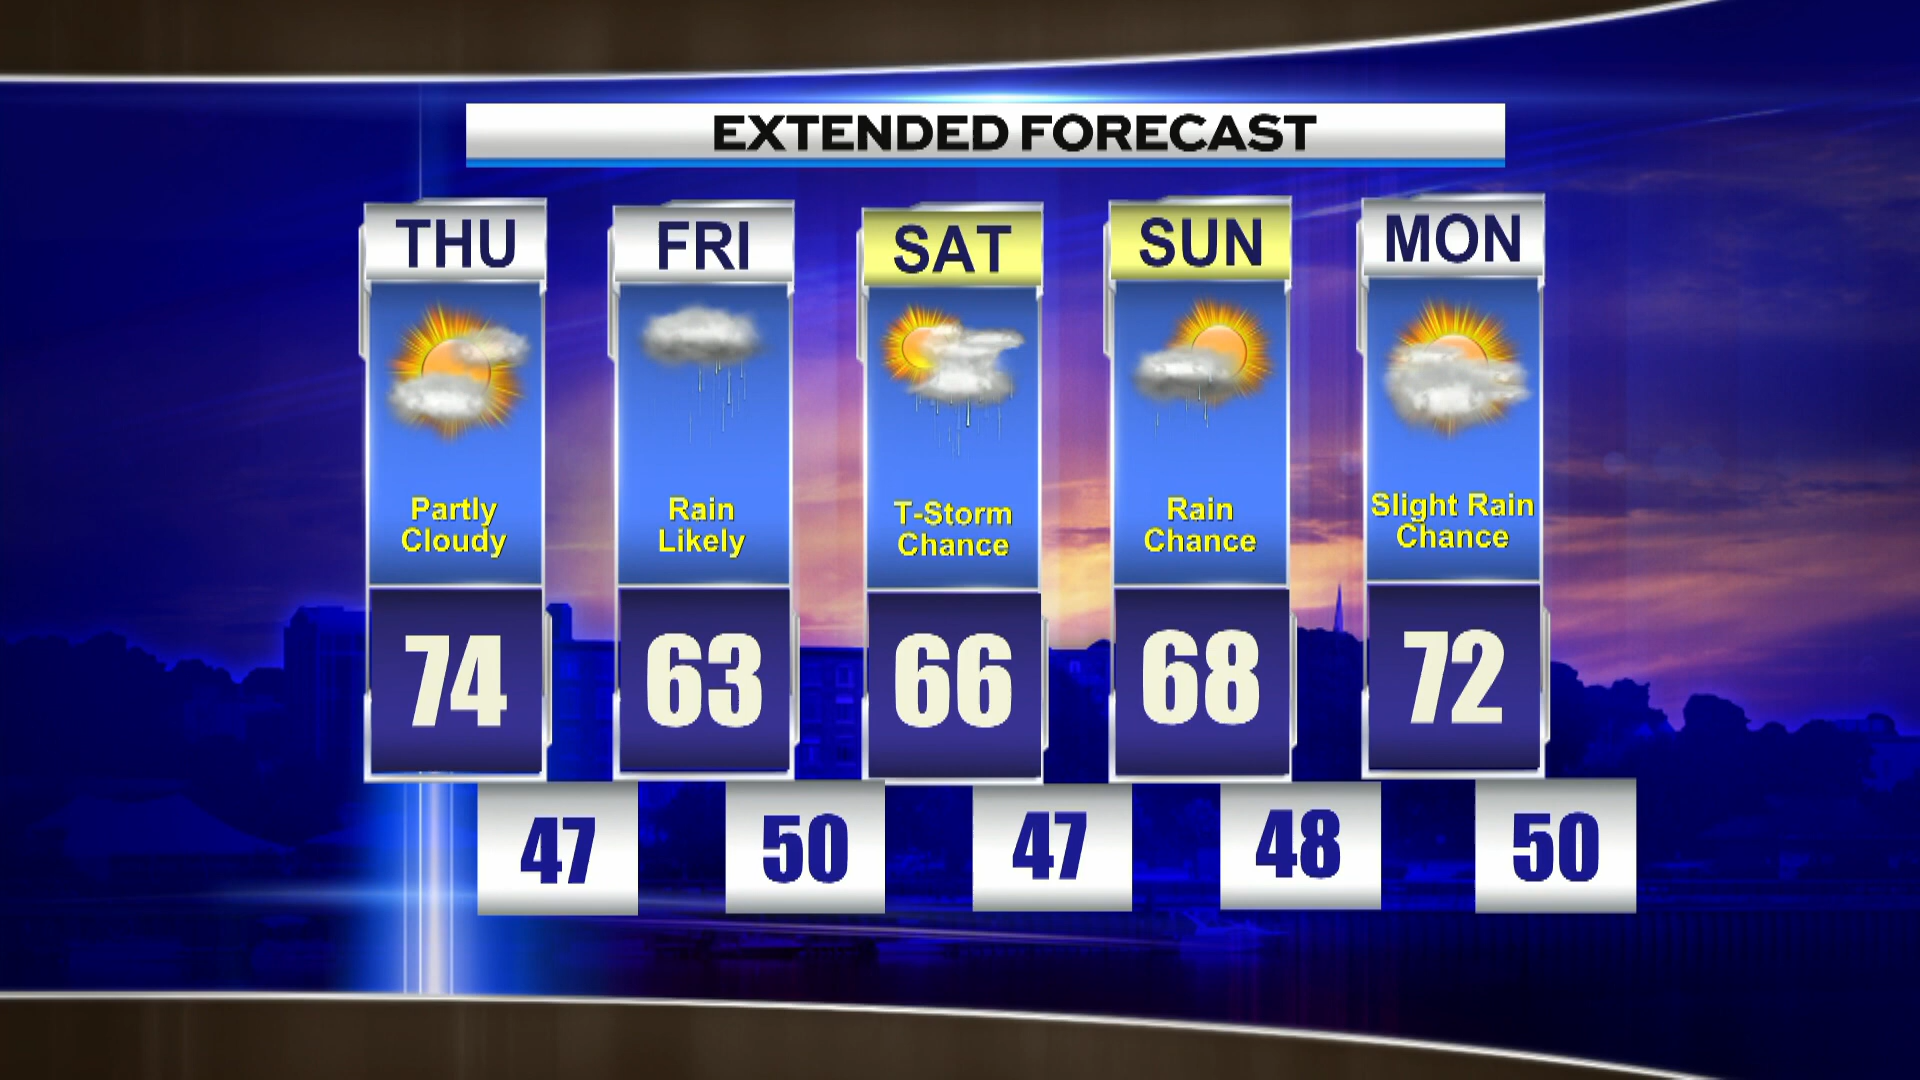 EXTENDED FORECAST
THU
FRI
SAT
SUN
MON
Partly
Cloudy
Rain
Likely
T-Storm
Chance
Rain
Chance
Slight Rain
Chance
74
63
66
68
72
47
50
47
48
50